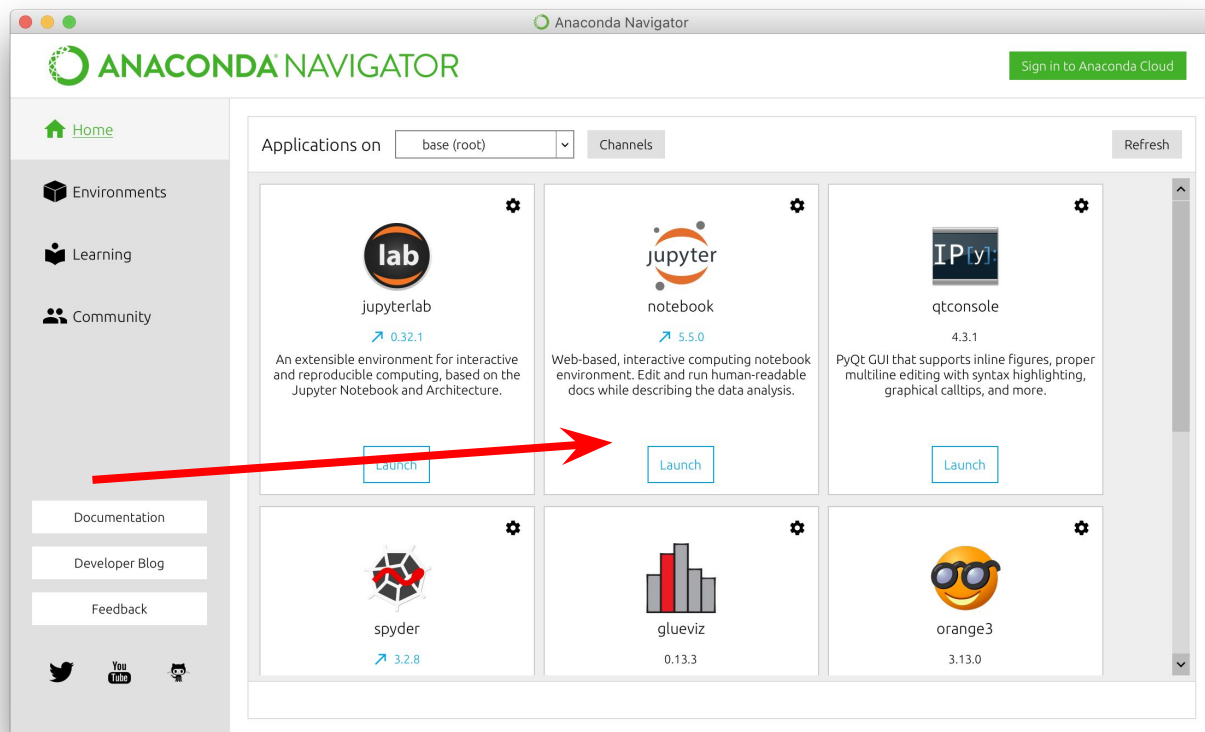 Anaconda Navigator
ANACONDA NAVIGATOR
Sign in to Anaconda Cloud
Home
Environments
Learning
Community
Documentation
Developer Blog
Feedback
You
Tube
Applications on
base (root)
Channels
Refresh
lab
jupyterlab
0.32.1
An extensible environment for interactive
and reproducible computing, based on the
Jupyter Notebook and Architecture.
Launch
jupyter
notebook
5.5.0
Web-based, interactive computing notebook
environment. Edit and run human-readable
docs while describing the data analysis.
Launch
IP[y]:
qtconsole
4.3.1
PyQt GUI that supports inline figures, proper
multiline editing with syntax highlighting,
graphical calltips, and more.
Launch
spyder
3.2.8
glueviz
0.13.3
orange3
3.13.0